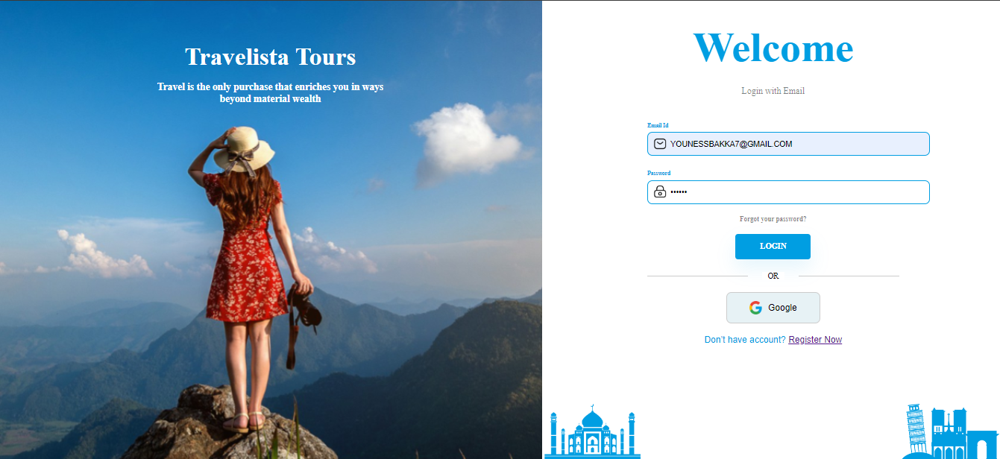 Travelista Tours
Travel is the only purchase that enriches you in ways
beyond material wealth
Welcome
Login with Email
Email Id
YOUNESSBAKKA7@GMAIL.COM
Password
••••••
Forgot your password?
LOGIN
OR
Google
Don't have account? Register Now